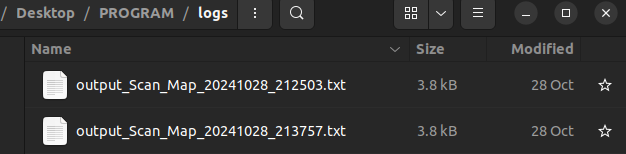 / Desktop / PROGRAM / logs
Name Size Modified
output_Scan_Map_20241028_212503.txt 3.8 kB 28 Oct
output_Scan_Map_20241028_213757.txt 3.8 kB 28 Oct